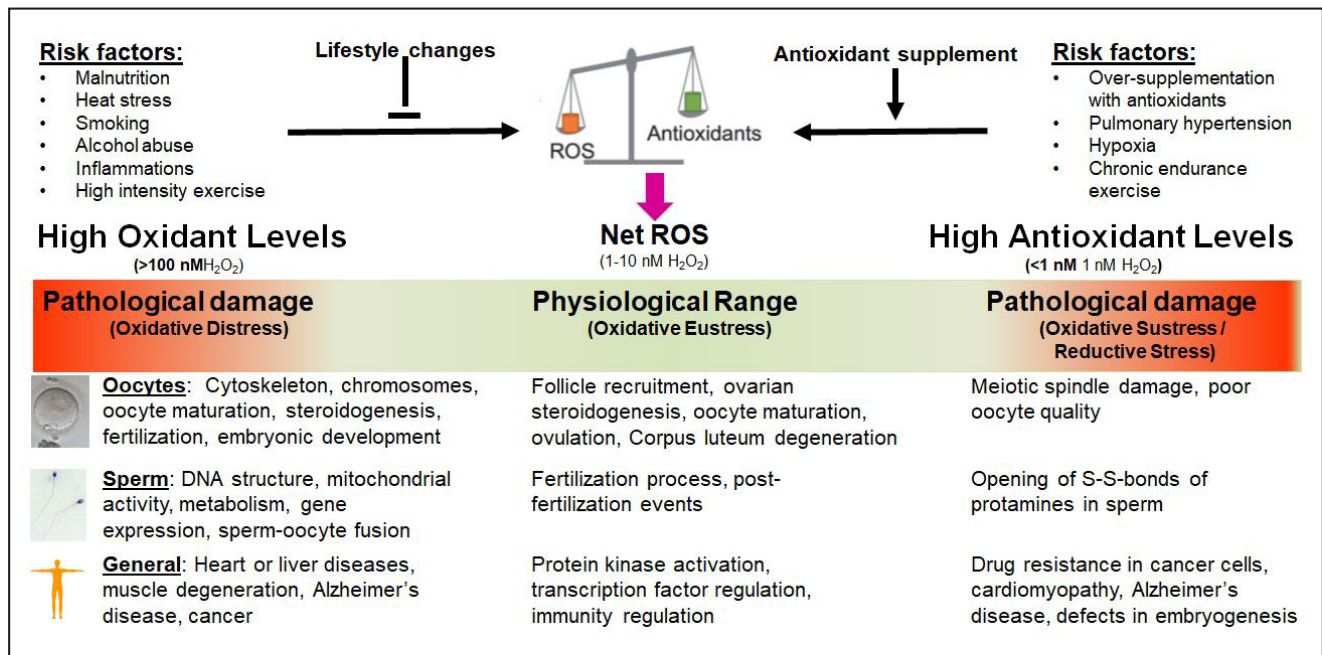 Risk factors:
• Malnutrition
• Heat stress
• Smoking
• Alcohol abuse
• Inflammations
• High intensity exercise
Lifestyle changes
ROS
Antioxidants
Antioxidant supplement
Risk factors:
• Over-supplementation
with antioxidants
• Pulmonary hypertension
• Hypoxia
• Chronic endurance
exercise
High Oxidant Levels
(>100 nMH₂O₂)
Net ROS
(1-10 nM H₂O₂)
High Antioxidant Levels
(<1 nM 1 nM H₂O₂)
Pathological damage
(Oxidative Distress)
Physiological Range
(Oxidative Eustress)
Pathological damage
(Oxidative Sustress /
Reductive Stress)
Oocytes: Cytoskeleton, chromosomes,
oocyte maturation, steroidogenesis,
fertilization, embryonic development
Follicle recruitment, ovarian
steroidogenesis, oocyte maturation,
ovulation, Corpus luteum degeneration
Meiotic spindle damage, poor
oocyte quality
Sperm: DNA structure, mitochondrial
activity, metabolism, gene
expression, sperm-oocyte fusion
Fertilization process, post-
fertilization events
Opening of S-S-bonds of
protamines in sperm
General: Heart or liver diseases,
muscle degeneration, Alzheimer's
disease, cancer
Protein kinase activation,
transcription factor regulation,
immunity regulation
Drug resistance in cancer cells,
cardiomyopathy, Alzheimer's
disease, defects in embryogenesis